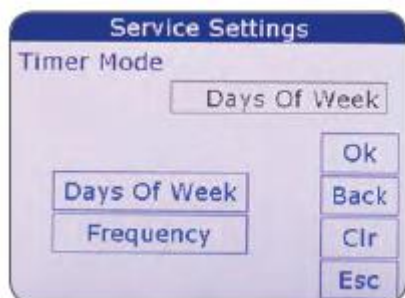 Service Settings
Timer Mode
Days Of Week
Ok
Days Of Week
Back
Frequency
Clr
Esc